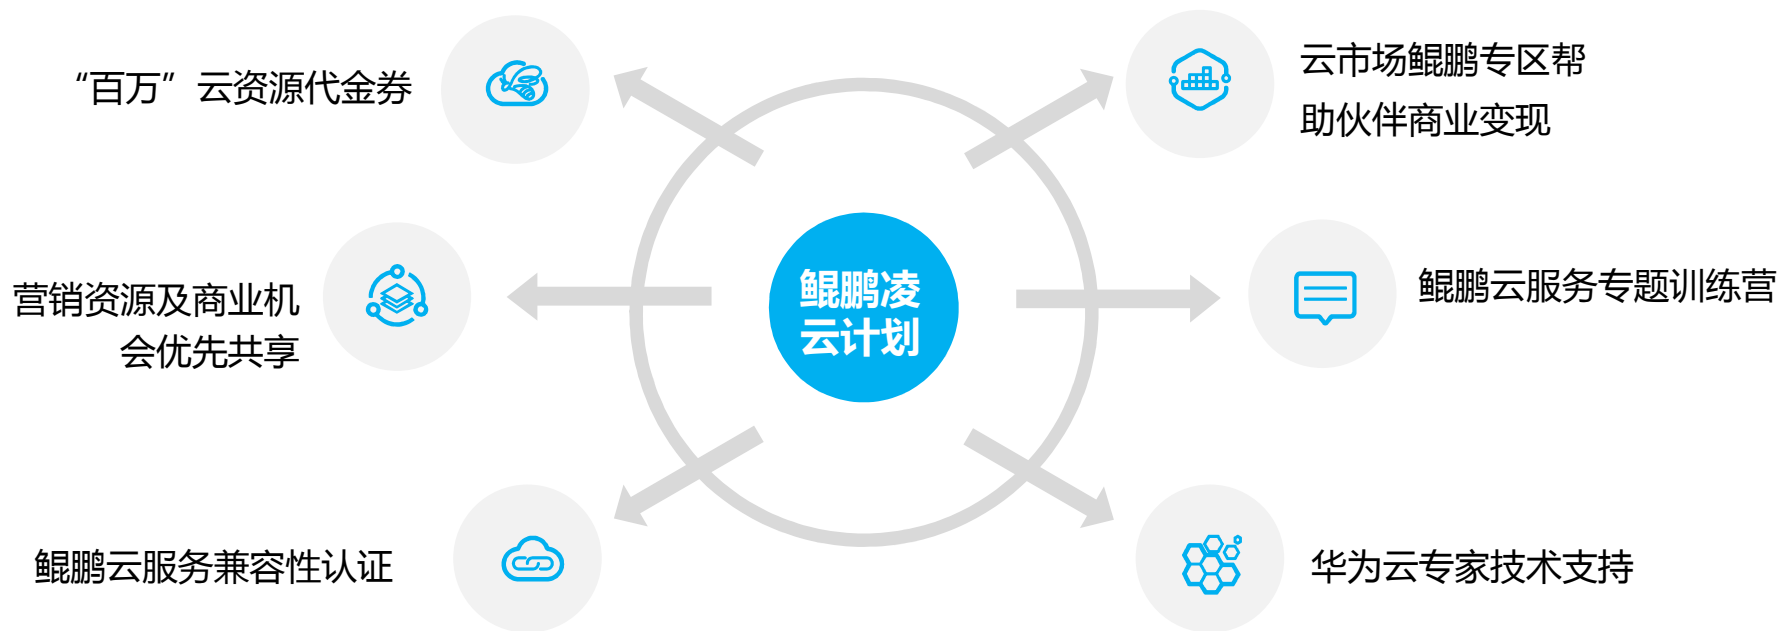 “百万”云资源代金券
云市场鲲鹏专区帮
助伙伴商业变现
营销资源及商业机
会优先共享
鲲鹏凌
云计划
鲲鹏云服务专题训练营
鲲鹏云服务兼容性认证
华为云专家技术支持